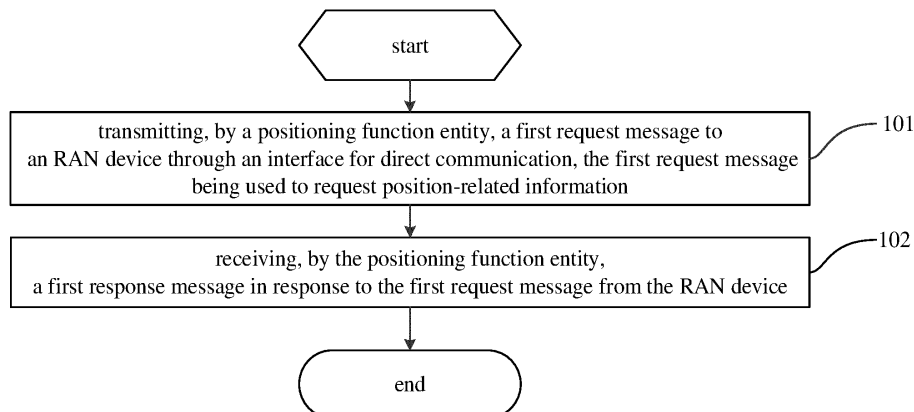 start
transmitting, by a positioning function entity, a first request message to
an RAN device through an interface for direct communication, the first request message
being used to request position-related information
101
receiving, by the positioning function entity,
a first response message in response to the first request message from the RAN device
102
end